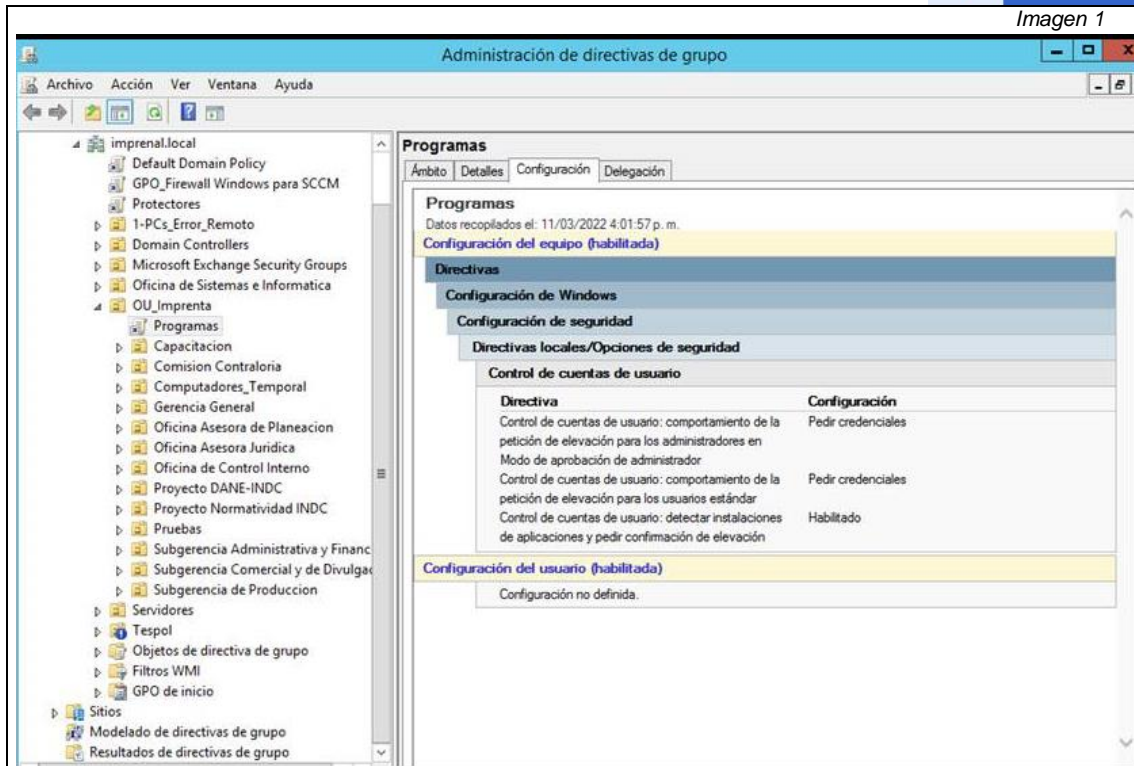 Imagen 1
Administración de directivas de grupo
Archivo Acción Ver Ventana Ayuda
imprenal.local
Default Domain Policy
GPO_Firewall Windows para SCCM
Protectores
1-PCs_Error_Remoto
Domain Controllers
Microsoft Exchange Security Groups
Oficina de Sistemas e Informatica
OU_Imprenta
Programas
Capacitacion
Comision Contraloria
Computadores_Temporal
Gerencia General
Oficina Asesora de Planeacion
Oficina Asesora Juridica
Oficina de Control Interno
Proyecto DANE-INDC
Proyecto Normatividad INDC
Pruebas
Subgerencia Administrativa y Financ
Subgerencia Comercial y de Divulgac
Subgerencia de Produccion
Servidores
Tespol
Objetos de directiva de grupo
Filtros WMI
GPO de inicio
Sitios
Modelado de directivas de grupo
Resultados de directivas de grupo
Programas
Ámbito Detalles Configuración Delegación
Programas
Datos recopilados el: 11/03/2022 4:01:57 p. m.
Configuración del equipo (habilitada)
Directivas
Configuración de Windows
Configuración de seguridad
Directivas locales/Opciones de seguridad
Control de cuentas de usuario
Directiva Configuración
Control de cuentas de usuario: comportamiento de la Pedir credenciales
petición de elevación para los administradores en
Modo de aprobación de administrador
Control de cuentas de usuario: comportamiento de la Pedir credenciales
petición de elevación para los usuarios estándar
Control de cuentas de usuario: detectar instalaciones Habilitado
de aplicaciones y pedir confirmación de elevación
Configuración del usuario (habilitada)
Configuración no definida.